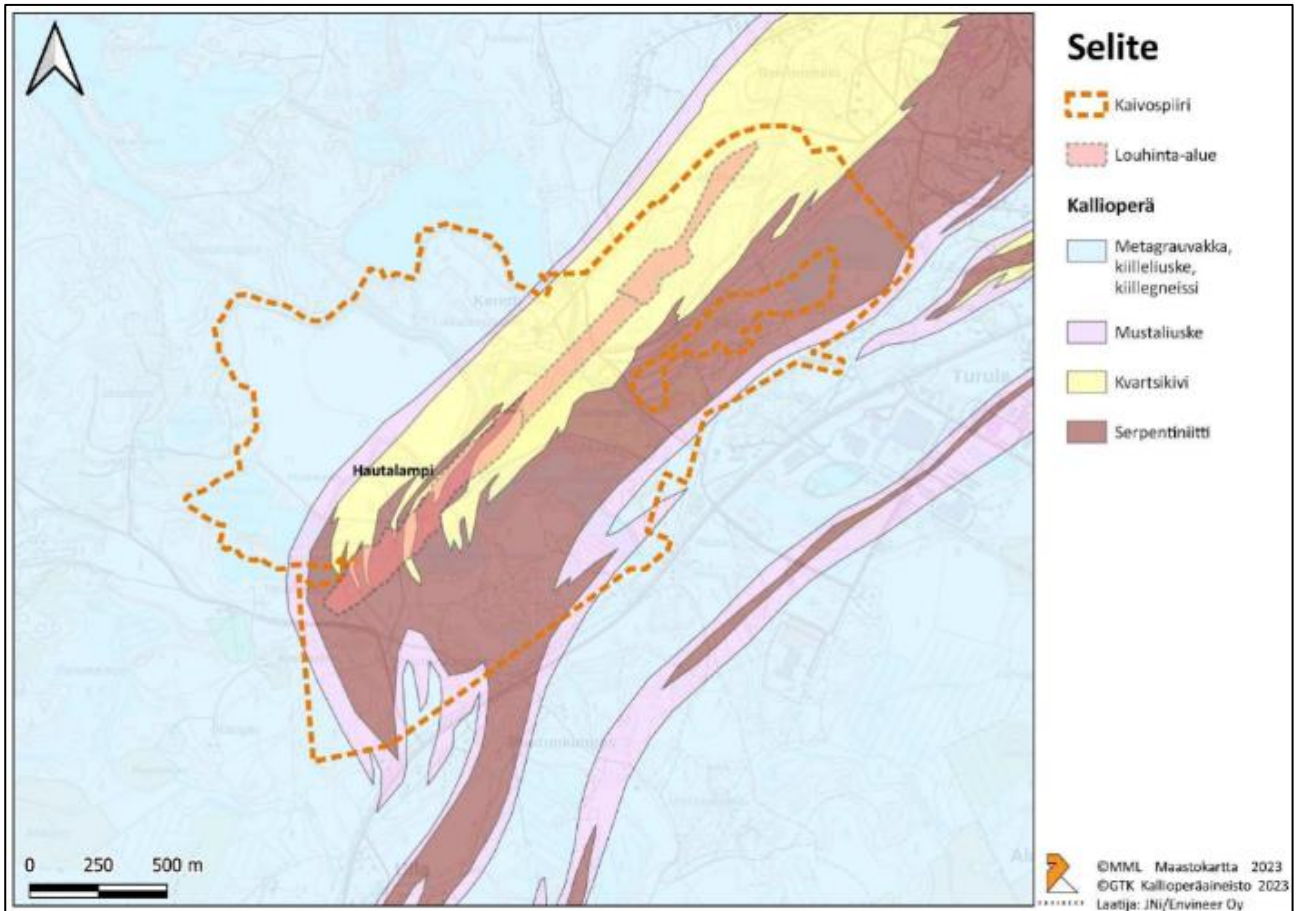 Selite
Kaivospiiri
Louhinta-alue
Kallioperä
Metagrauvakka,
kiilleliuske,
kiillegneissi
Mustaliuske
Kvartsikivi
Serpentiniitti
Turula
Hautalampi
0 250 500 m
ENVINEER
©MML Maastokartta 2023
©GTK Kallioperäaineisto 2023
Laatija: JNi/Envineer Oy